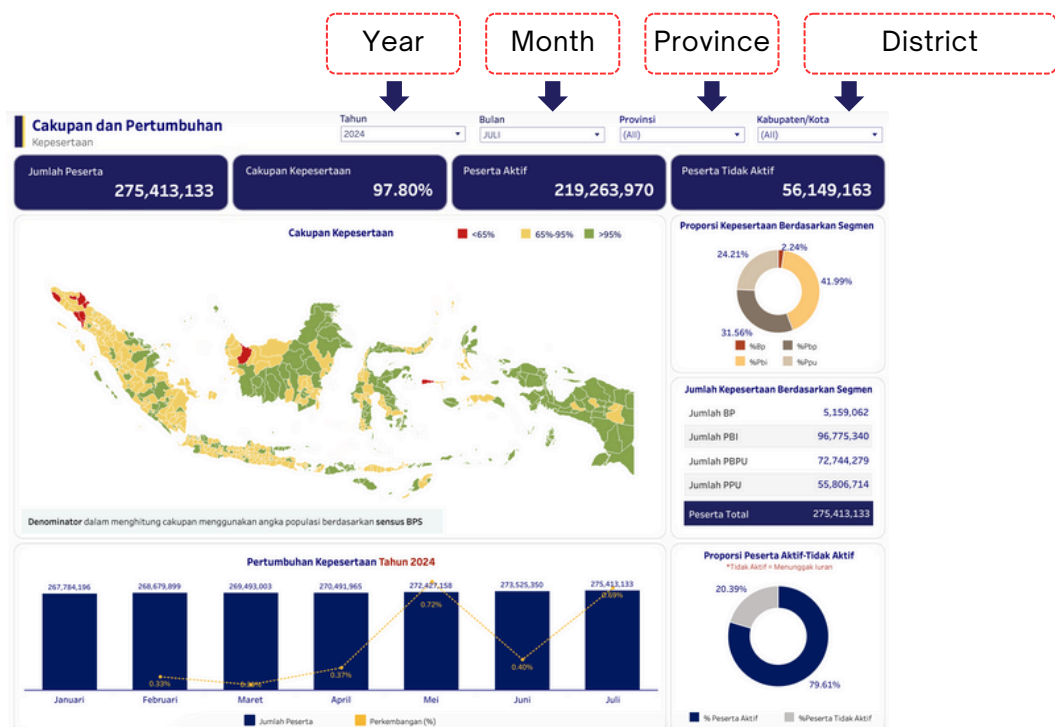 Year
Month
Province
District
Cakupan dan Pertumbuhan
Kepesertaan
Tahun
2024
Bulan
JULI
Provinsi
(All)
Kabupaten/Kota
(All)
Jumlah Peserta
275,413,133
Cakupan Kepesertaan
97.80%
Peserta Aktif
219,263,970
Peserta Tidak Aktif
56,149,163
Cakupan Kepesertaan
<65%
65%-95%
>95%
Denominator dalam menghitung cakupan menggunakan angka populasi berdasarkan sensus BPS
Proporsi Kepesertaan Berdasarkan Segmen
2.24%
24.21%
41.99%
31.56%
%Bp
%Pbp
%Pbi
%Ppu
Jumlah Kepesertaan Berdasarkan Segmen
Jumlah BP 5,159,062
Jumlah PBI 96,775,340
Jumlah PBPU 72,744,279
Jumlah PPU 55,806,714
Peserta Total 275,413,133
Pertumbuhan Kepesertaan Tahun 2024
267,784,196
268,679,899
269,493,003
270,491,965
272,427,158
273,525,350
275,413,133
0.33%
0.37%
0.72%
0.40%
0.69%
Januari
Februari
Maret
April
Mei
Juni
Juli
Jumlah Peserta
Perkembangan (%)
Proporsi Peserta Aktif-Tidak Aktif
*Tidak Aktif = Menunggak Iuran
20.39%
79.61%
% Peserta Aktif
%Peserta Tidak Aktif